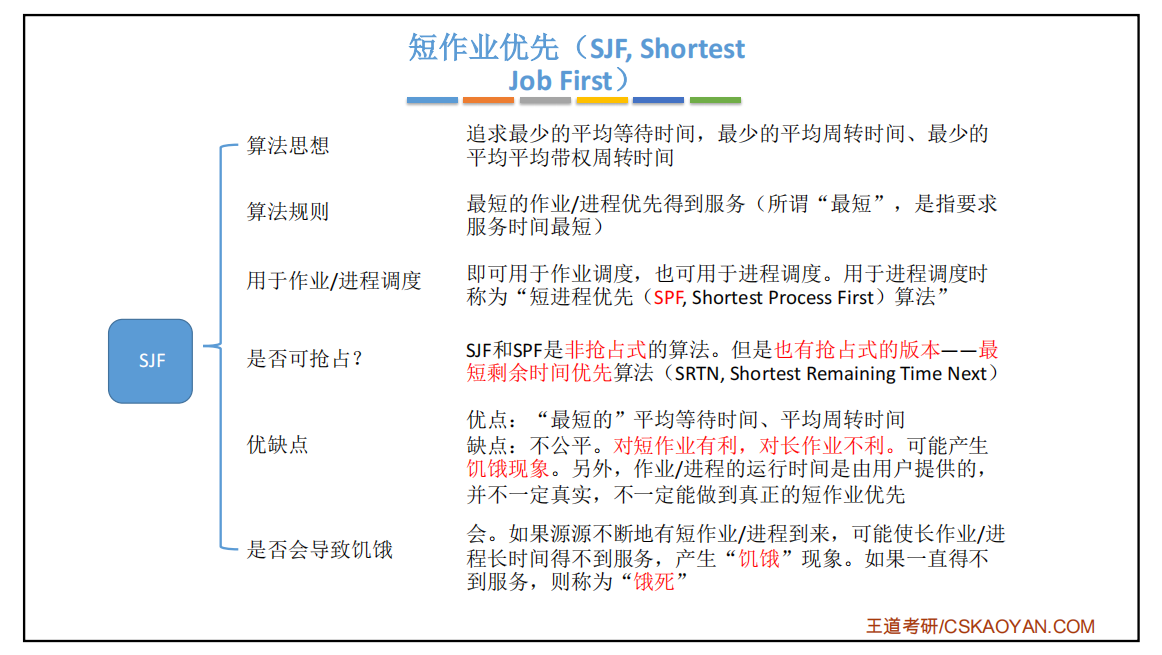 短作业优先（SJF, Shortest
Job First）
算法思想
追求最少的平均等待时间，最少的平均周转时间、最少的
平均平均带权周转时间
算法规则
最短的作业/进程优先得到服务（所谓“最短”，是指要求
服务时间最短）
用于作业/进程调度
即可用于作业调度，也可用于进程调度。用于进程调度时
称为“短进程优先（SPF, Shortest Process First）算法”
SJF
是否可抢占？
SJF和SPF是非抢占式的算法。但是也有抢占式的版本——最
短剩余时间优先算法（SRTN, Shortest Remaining Time Next）
优缺点
优点：“最短的”平均等待时间、平均周转时间
缺点：不公平。对短作业有利，对长作业不利。可能产生
饥饿现象。另外，作业/进程的运行时间是由用户提供的，
并不一定真实，不一定能做到真正的短作业优先
是否会导致饥饿
会。如果源源不断地有短作业/进程到来，可能使长作业/进
程长时间得不到服务，产生“饥饿”现象。如果一直得不
到服务，则称为“饿死”
王道考研/CSKAOYAN.COM